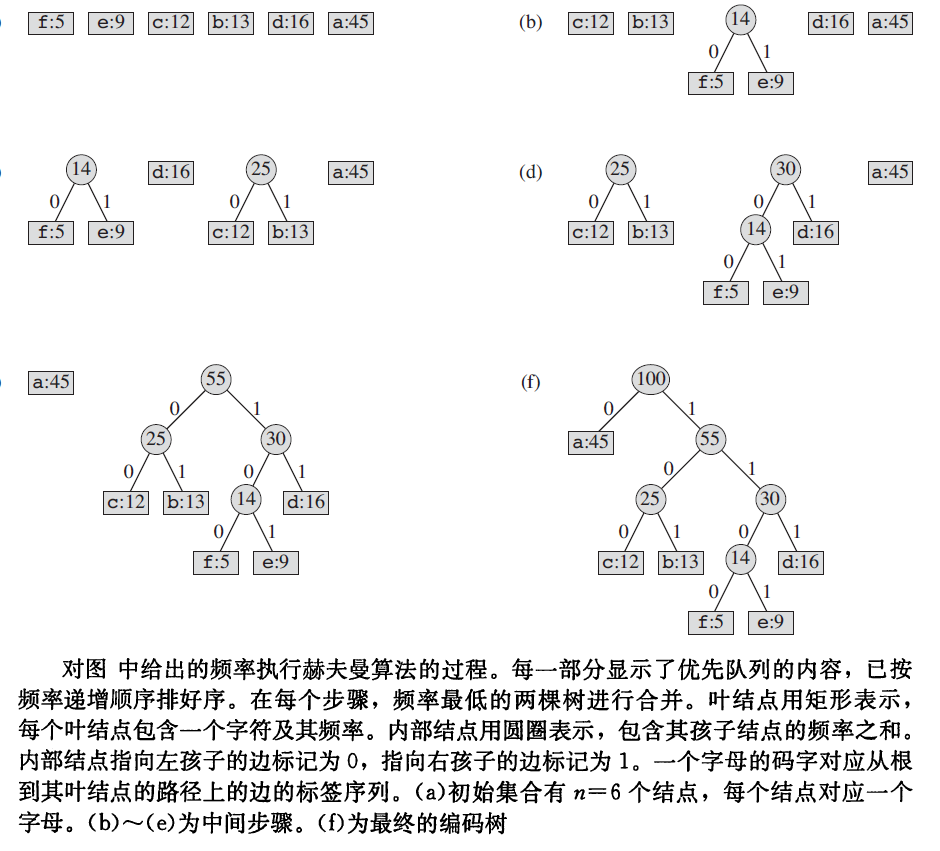 f:5 e:9 c:12 b:13 d:16 a:45
(b) c:12 b:13 14 d:16 a:45
0 1
f:5 e:9
14 d:16 25 a:45
0 1 0 1
f:5 e:9 c:12 b:13
(d) 25 30 a:45
0 1 0 1
c:12 b:13 14 d:16
0 1
f:5 e:9
a:45 55
0 1
25 30
0 1 0 1
c:12 b:13 14 d:16
0 1
f:5 e:9
(f) 100
0 1
a:45 55
0 1
25 30
0 1 0 1
c:12 b:13 14 d:16
0 1
f:5 e:9
对图 中给出的频率执行赫夫曼算法的过程。每一部分显示了优先队列的内容，已按
频率递增顺序排好序。在每个步骤，频率最低的两棵树进行合并。叶结点用矩形表示，
每个叶结点包含一个字符及其频率。内部结点用圆圈表示，包含其孩子结点的频率之和。
内部结点指向左孩子的边标记为0，指向右孩子的边标记为1。一个字母的码字对应从根
到其叶结点的路径上的边的标签序列。(a)初始集合有n=6个结点，每个结点对应一个
字母。(b)～(e)为中间步骤。(f)为最终的编码树